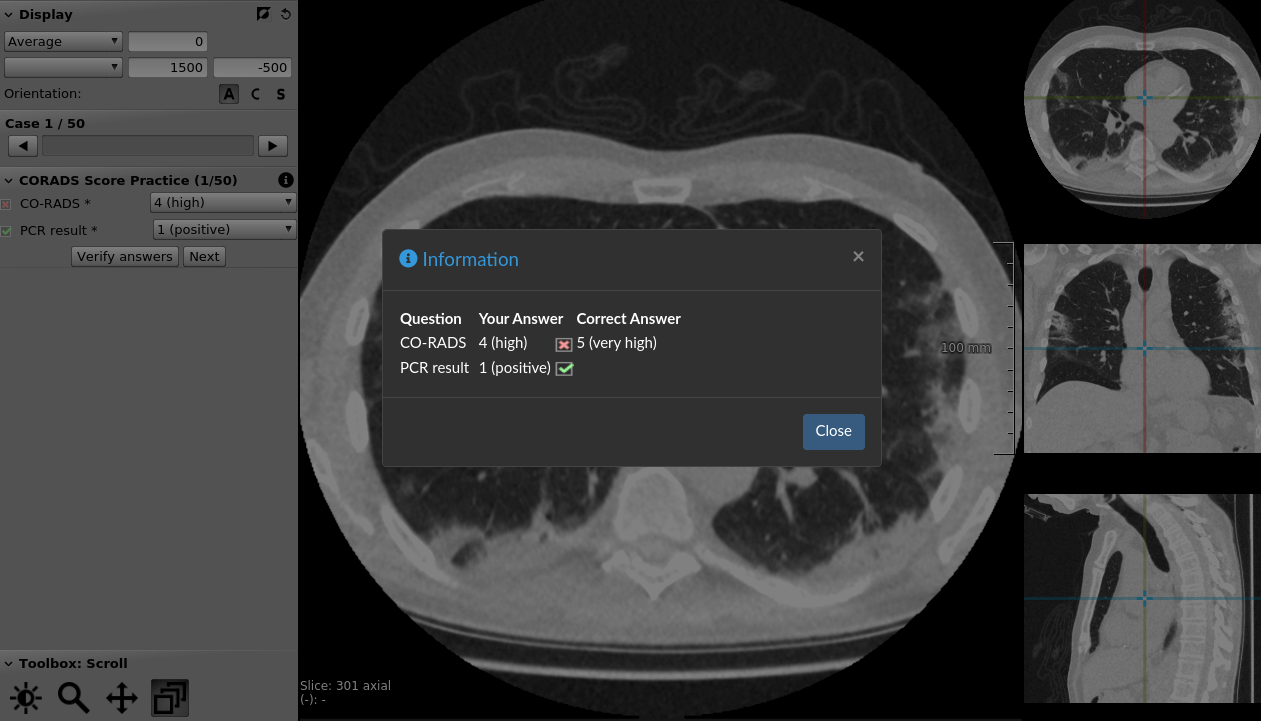 Display
Average 0
1500 -500
Orientation: A C S
Case 1 / 50
CORADS Score Practice (1/50)
CO-RADS * 4 (high)
PCR result * 1 (positive)
Verify answers Next
Information ×
Question Your Answer Correct Answer
CO-RADS 4 (high) 5 (very high)
PCR result 1 (positive)
Close
100 mm
Toolbox: Scroll
Slice: 301 axial
(-): -